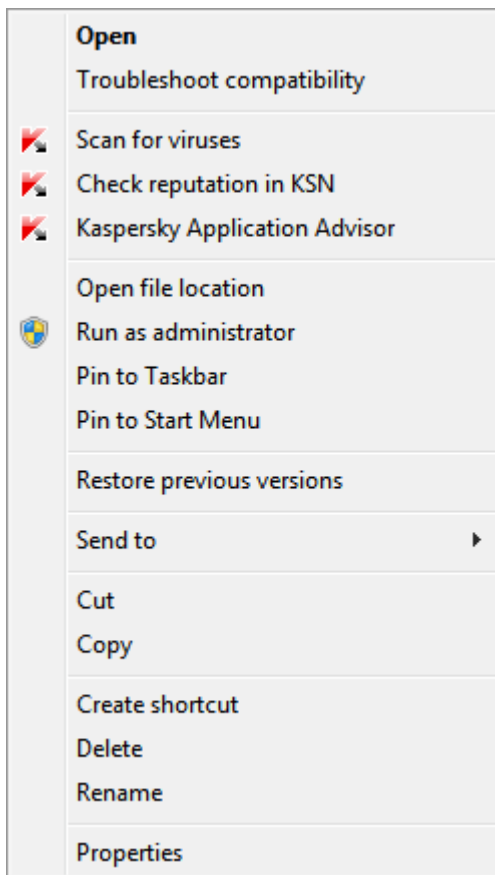 Open
Troubleshoot compatibility
Scan for viruses
Check reputation in KSN
Kaspersky Application Advisor
Open file location
Run as administrator
Pin to Taskbar
Pin to Start Menu
Restore previous versions
Send to
Cut
Copy
Create shortcut
Delete
Rename
Properties